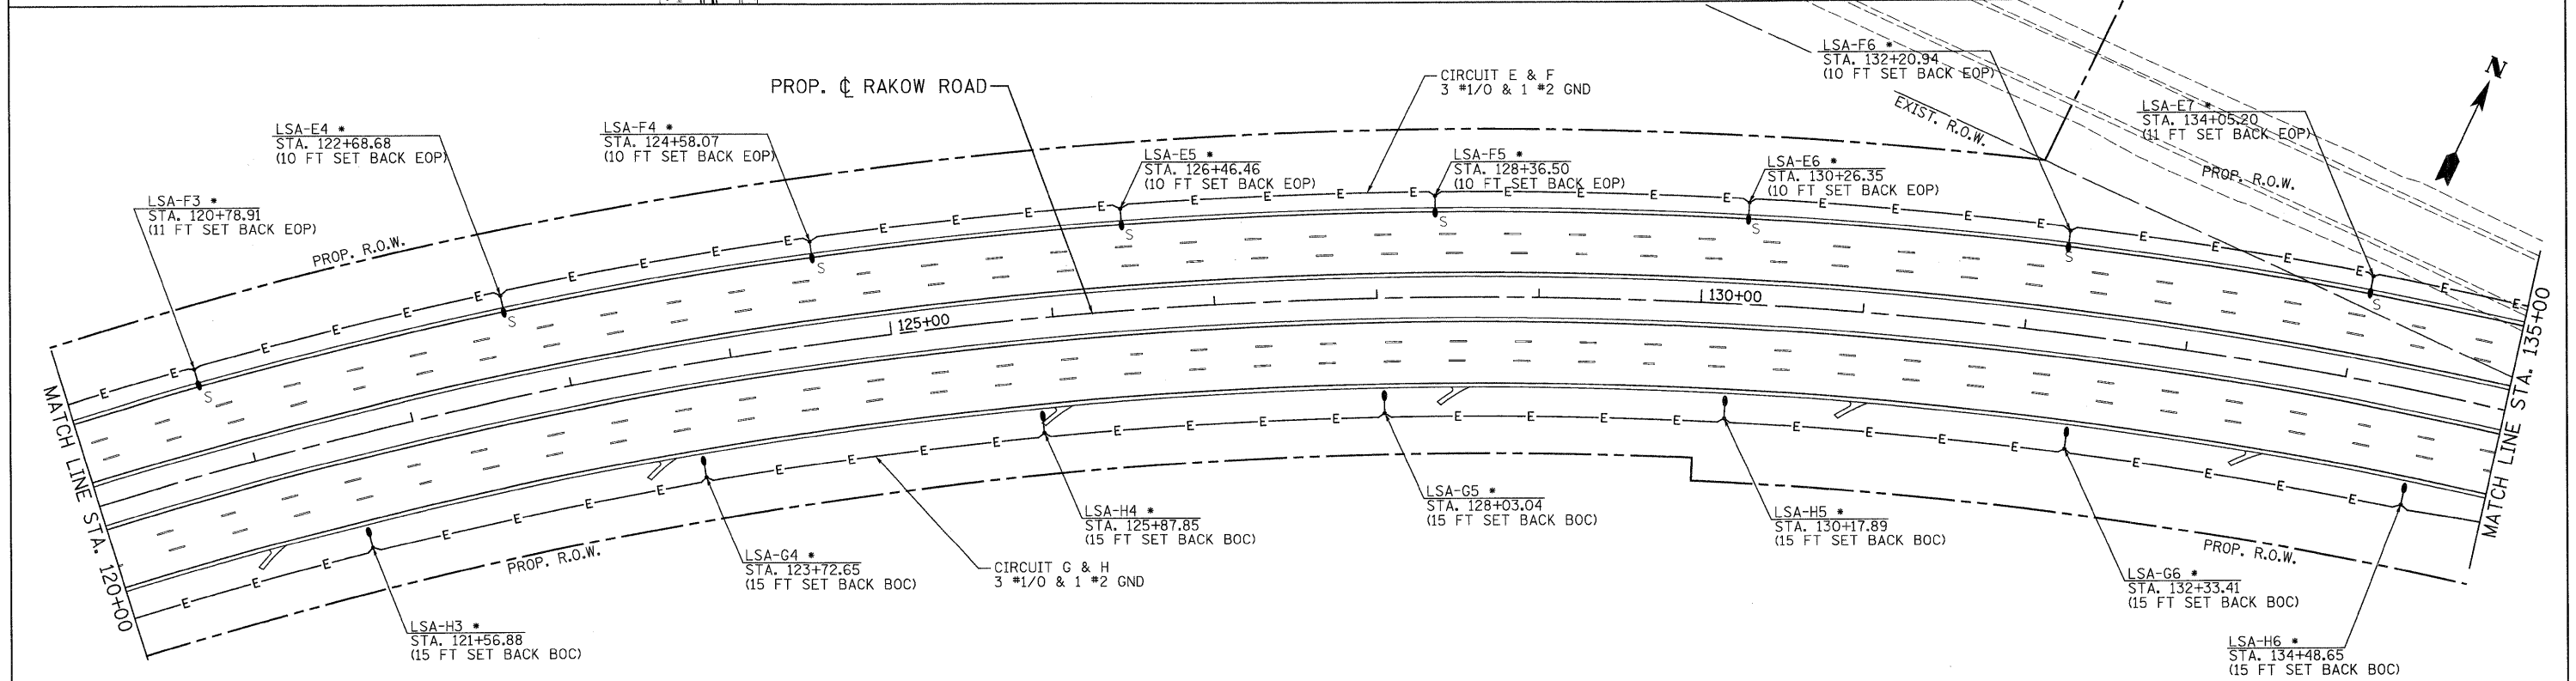 LSA-F6 *
STA. 132+20.94
(10 FT SET BACK EOP)
N
PROP. ℄ RAKOW ROAD
CIRCUIT E & F
3 #1/0 & 1 #2 GND
EXIST. R.O.W.
LSA-E7 *
STA. 134+05.20
(11 FT SET BACK EOP)
LSA-E4 *
STA. 122+68.68
(10 FT SET BACK EOP)
LSA-F4 *
STA. 124+58.07
(10 FT SET BACK EOP)
LSA-E5 *
STA. 126+46.46
(10 FT SET BACK EOP)
LSA-F5 *
STA. 128+36.50
(10 FT SET BACK EOP)
LSA-E6 *
STA. 130+26.35
(10 FT SET BACK EOP)
PROP. R.O.W.
LSA-F3 *
STA. 120+78.91
(11 FT SET BACK EOP)
PROP. R.O.W.
125+00
130+00
MATCH LINE STA. 120+00
MATCH LINE STA. 135+00
LSA-H3 *
STA. 121+56.88
(15 FT SET BACK BOC)
PROP. R.O.W.
LSA-G4 *
STA. 123+72.65
(15 FT SET BACK BOC)
CIRCUIT G & H
3 #1/0 & 1 #2 GND
LSA-H4 *
STA. 125+87.85
(15 FT SET BACK BOC)
LSA-G5 *
STA. 128+03.04
(15 FT SET BACK BOC)
LSA-H5 *
STA. 130+17.89
(15 FT SET BACK BOC)
PROP. R.O.W.
LSA-G6 *
STA. 132+33.41
(15 FT SET BACK BOC)
LSA-H6 *
STA. 134+48.65
(15 FT SET BACK BOC)